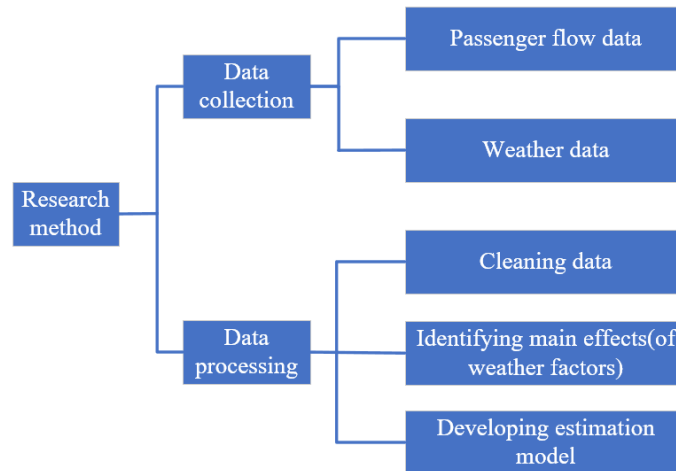 Research
method
Data
collection
Passenger flow data
Weather data
Data
processing
Cleaning data
Identifying main effects(of
weather factors)
Developing estimation
model